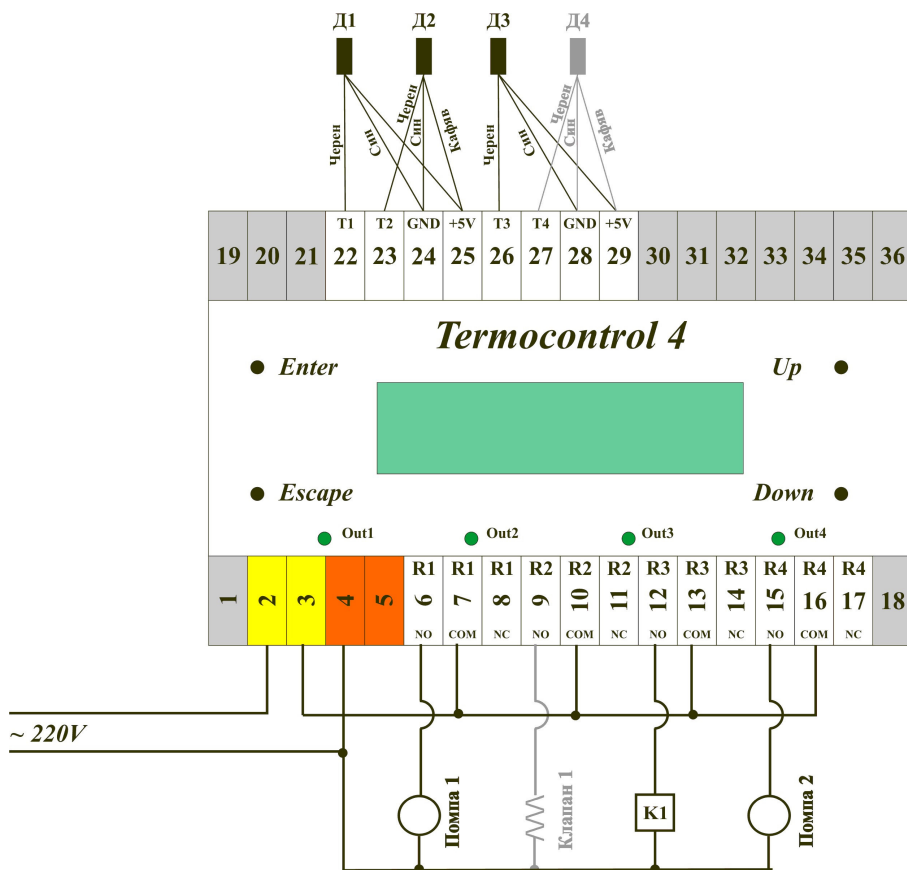 Д1 Д2 Д3 Д4
Черен Син Черен Син Кафяв Черен Син Черен Син Кафяв
T1 T2 GND +5V T3 T4 GND +5V
19 20 21 22 23 24 25 26 27 28 29 30 31 32 33 34 35 36
Termocontrol 4
Enter Up
Escape Down
Out1 Out2 Out3 Out4
R1 R1 R1 R2 R2 R2 R3 R3 R3 R4 R4 R4
1 2 3 4 5 6 7 8 9 10 11 12 13 14 15 16 17 18
NO COM NC NO COM NC NO COM NC NO COM NC
~ 220V
Помпа 1 Клапан 1 K1 Помпа 2